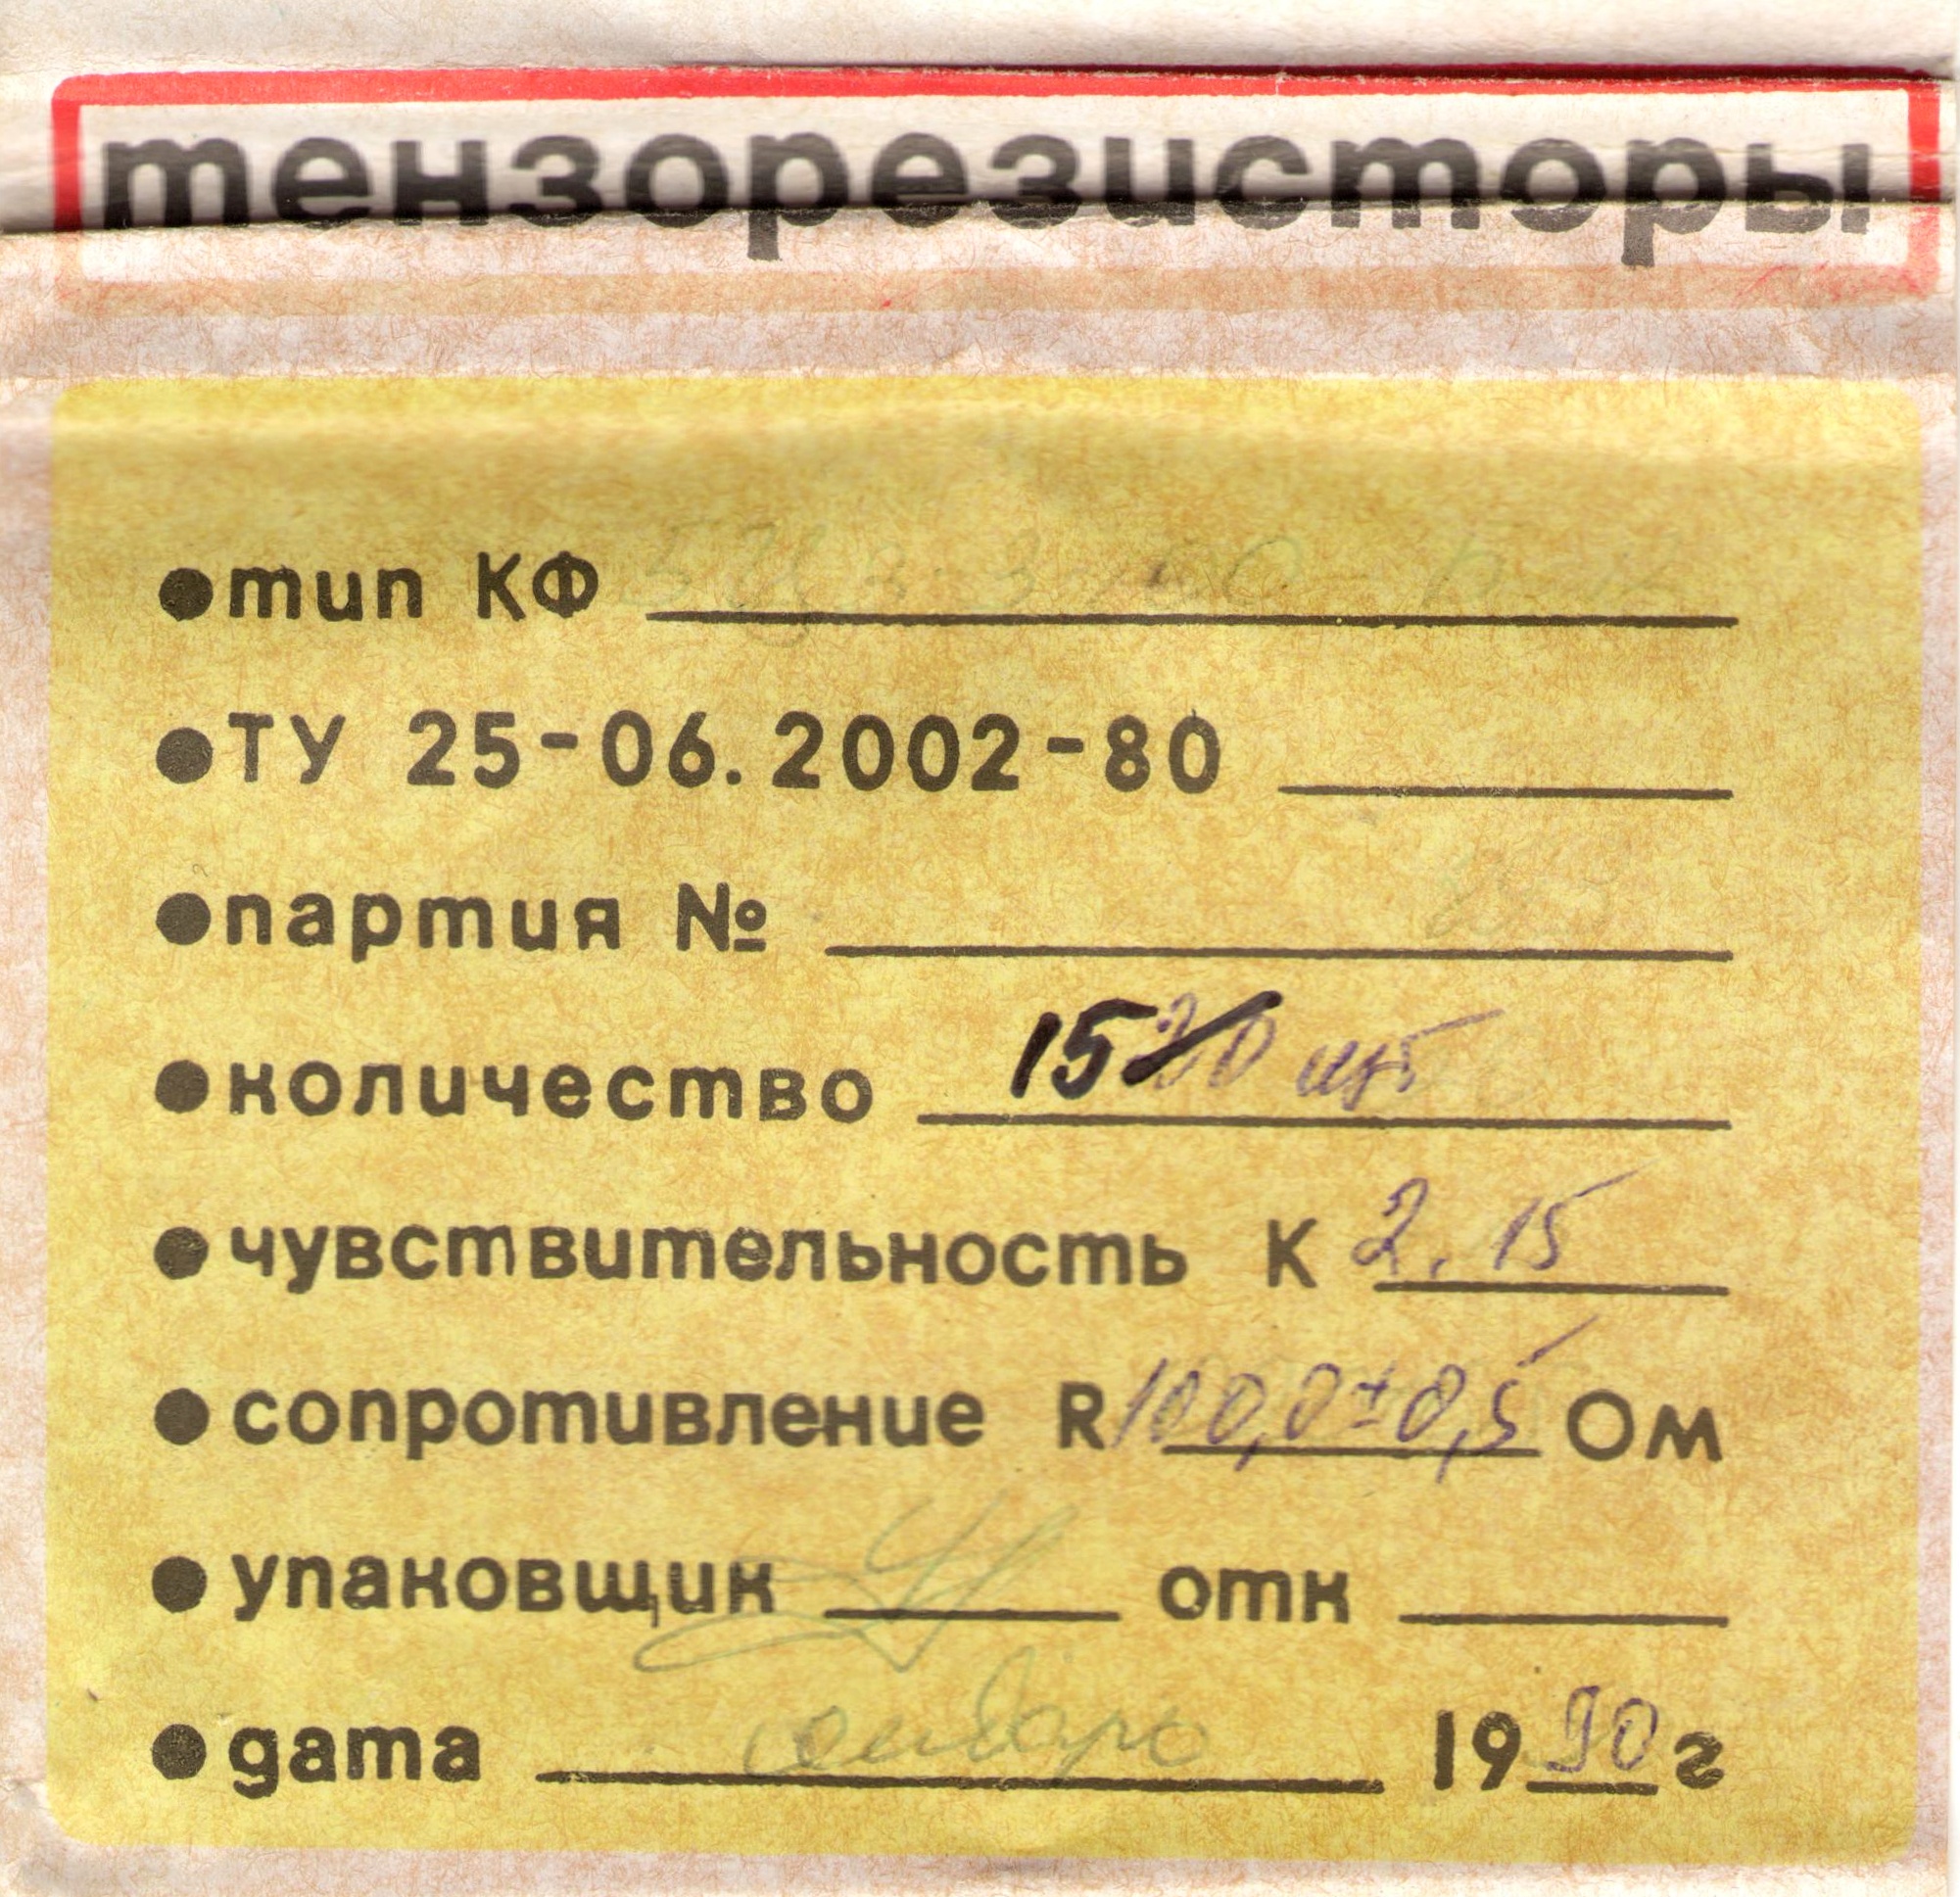 тензорезисторы
тип КФ
ТУ 25-06.2002-80
партия №
количество 15 20 шт
чувствительность К 2.15
сопротивление R 100,0±0,5 Ом
упаковщик отк
дата 1990г